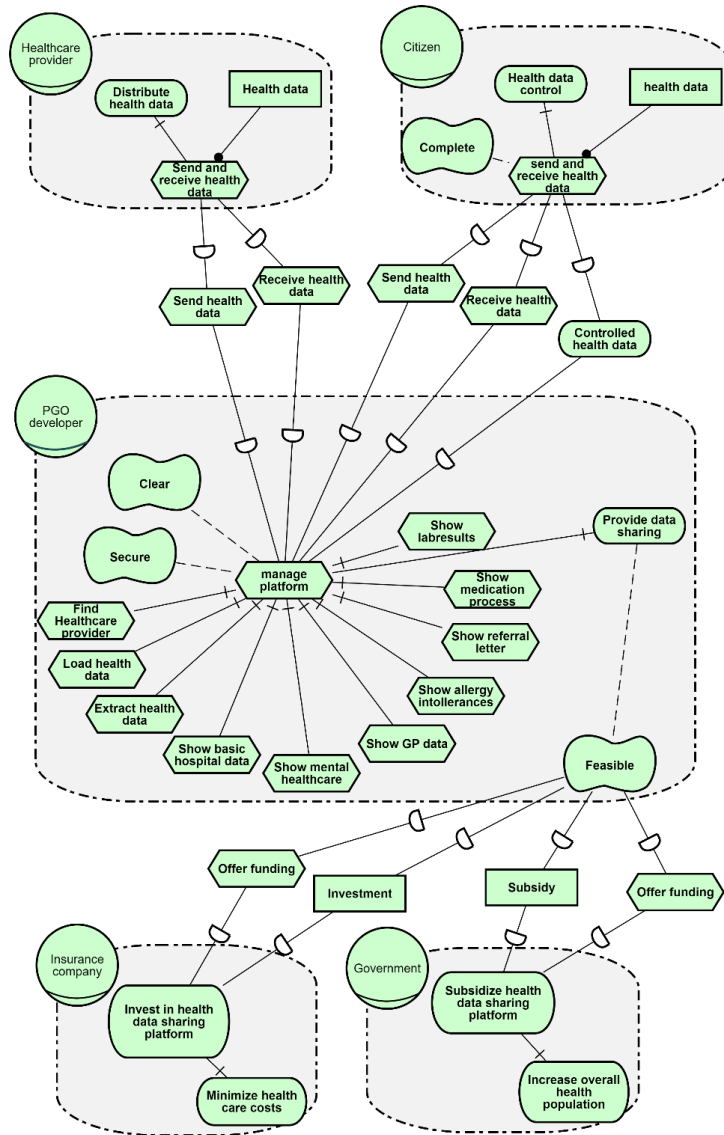 Healthcare
provider
Distribute
health data
Health data
Send and
receive health
data
Citizen
Health data
control
health data
Complete
send and
receive health
data
Send health
data
Receive health
data
Send health
data
Receive health
data
Controlled
health data
PGO
developer
Clear
Secure
manage
platform
Show
labresults
Provide data
sharing
Show
medication
process
Find
Healthcare
provider
Show referral
letter
Load health
data
Show allergy
intollerances
Extract health
data
Show GP data
Show basic
hospital data
Show mental
healthcare
Feasible
Offer funding
Investment
Subsidy
Offer funding
Insurance
company
Invest in health
data sharing
platform
Minimize health
care costs
Government
Subsidize health
data sharing
platform
Increase overall
health
population